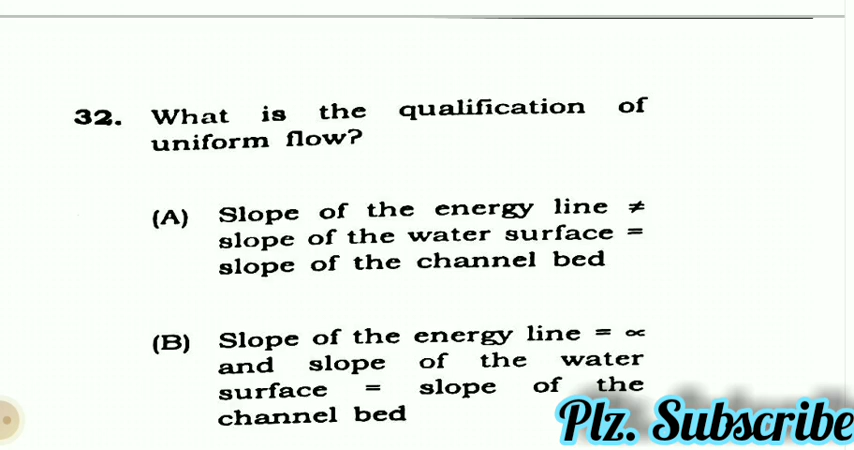 32. What is the qualification of
uniform flow?
(A) Slope of the energy line ≠
slope of the water surface =
slope of the channel bed
(B) Slope of the energy line = ∝
and slope of the water
surface = slope of the
channel bed
Plz. Subscribe